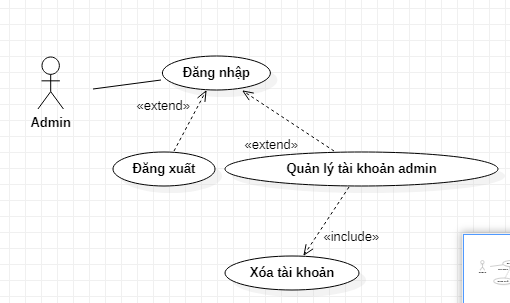 Đăng nhập
«extend»
Admin
«extend»
Đăng xuất
Quản lý tài khoản admin
«include»
Xóa tài khoản